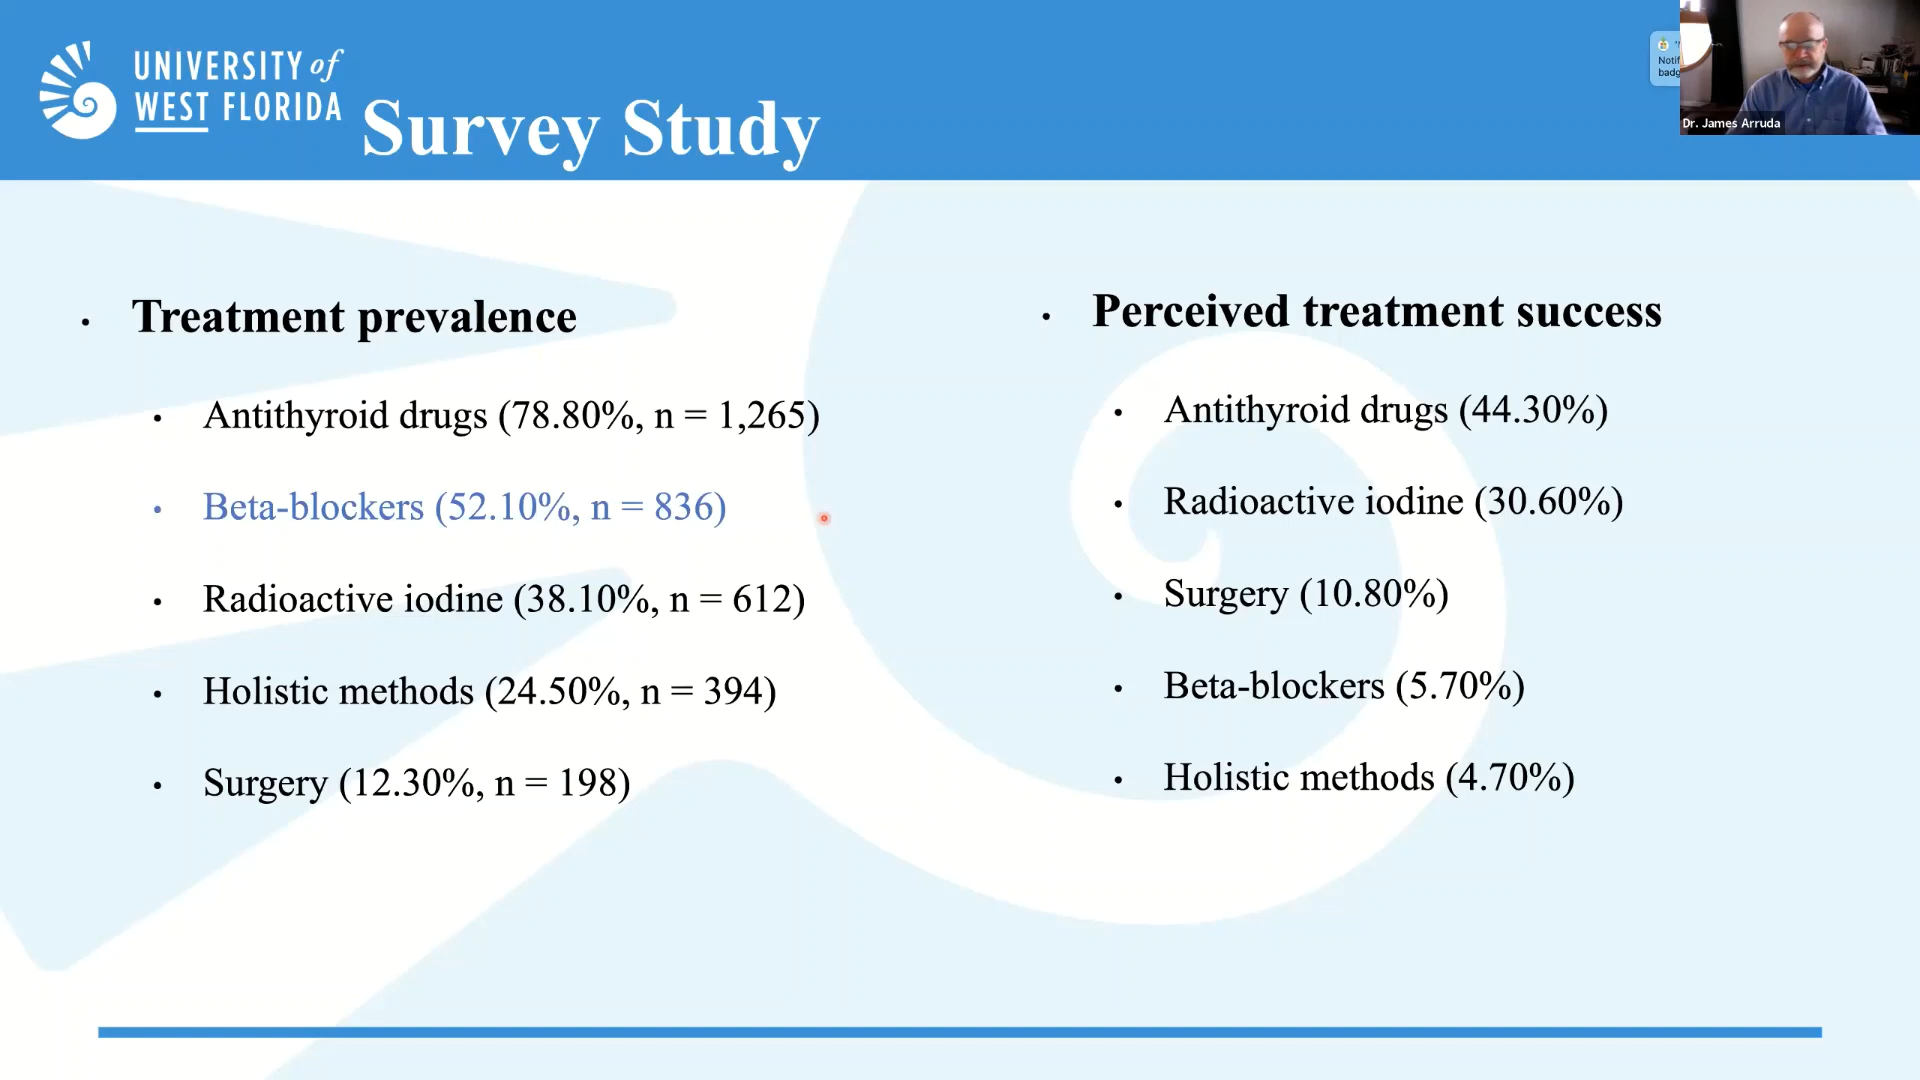 UNIVERSITY of
WEST FLORIDA
Survey Study
Dr. James Arruda
Treatment prevalence
Antithyroid drugs (78.80%, n = 1,265)
Beta-blockers (52.10%, n = 836)
Radioactive iodine (38.10%, n = 612)
Holistic methods (24.50%, n = 394)
Surgery (12.30%, n = 198)
Perceived treatment success
Antithyroid drugs (44.30%)
Radioactive iodine (30.60%)
Surgery (10.80%)
Beta-blockers (5.70%)
Holistic methods (4.70%)